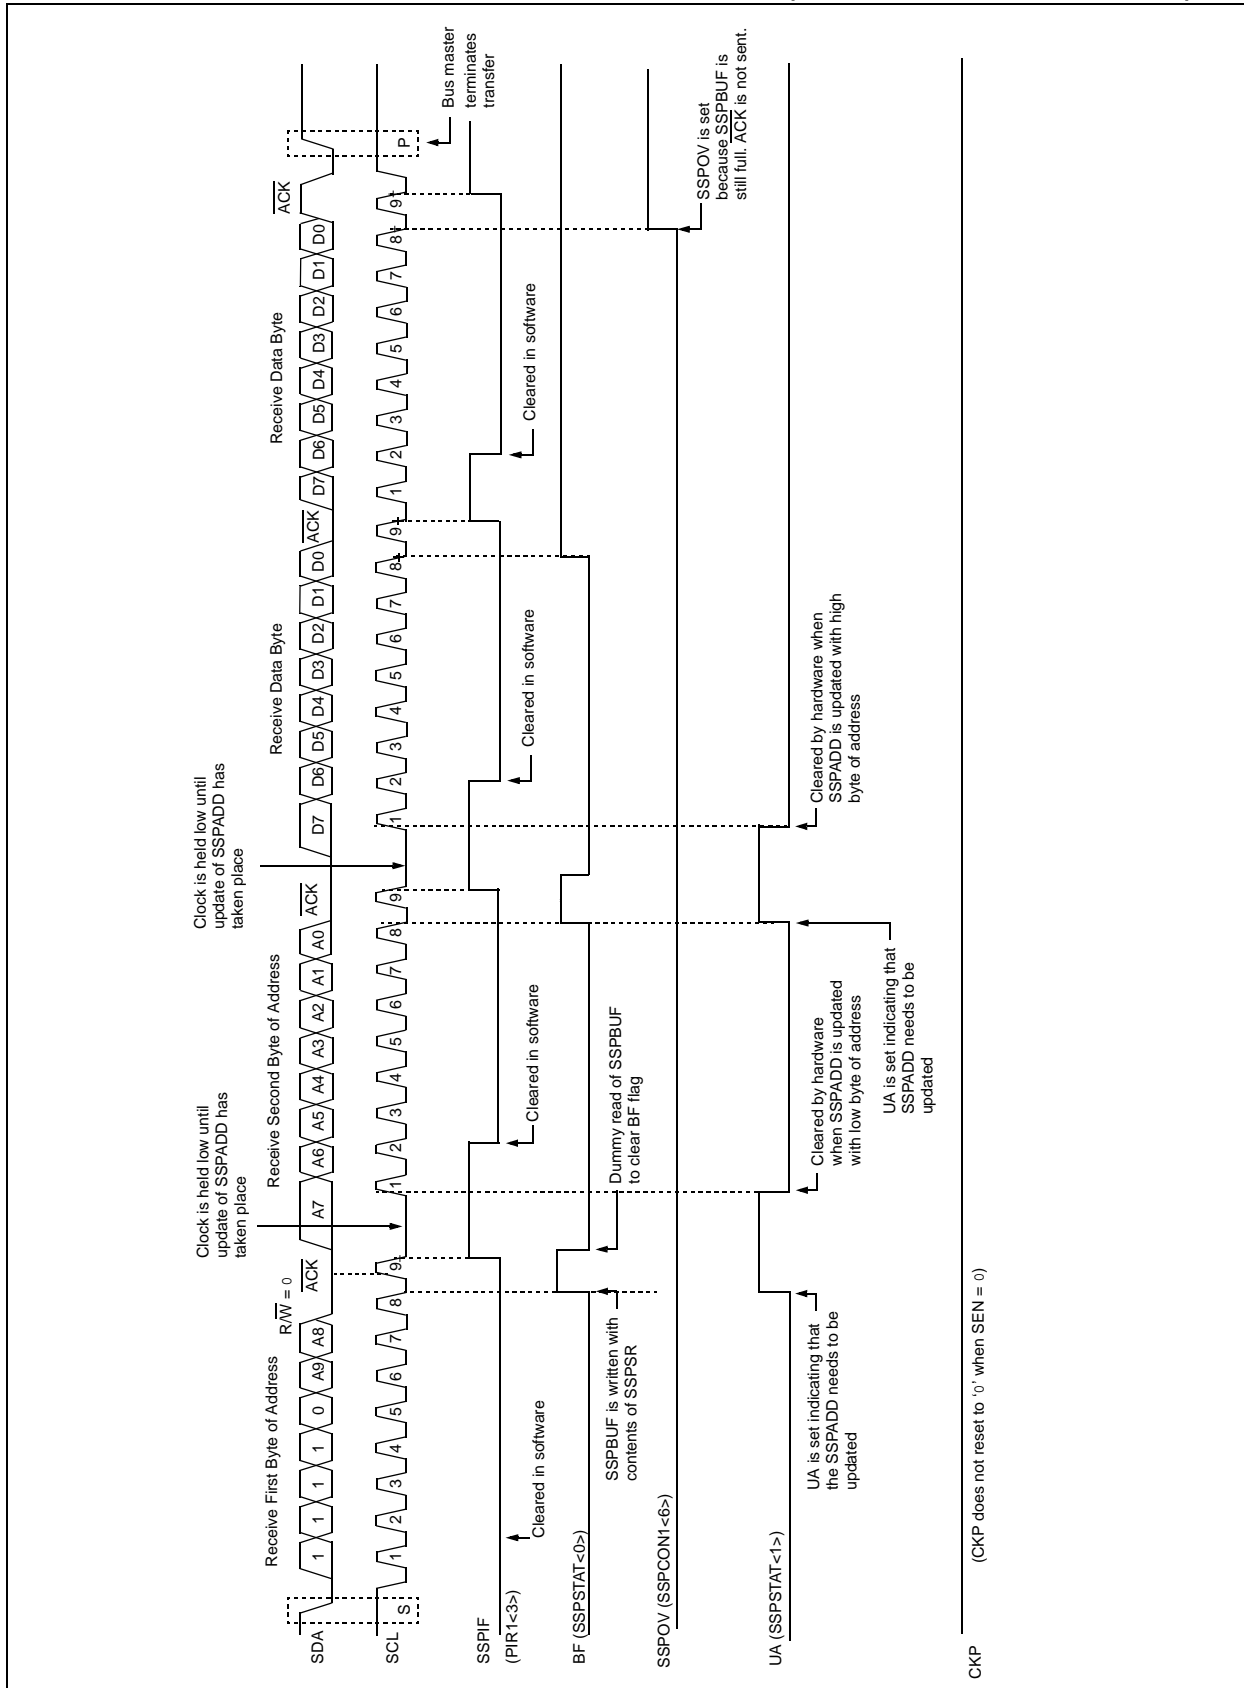 Receive First Byte of Address
R/W = 0
Clock is held low until
update of SSPADD has
taken place
Receive Second Byte of Address
Clock is held low until
update of SSPADD has
taken place
Receive Data Byte
Receive Data Byte
SDA
1 1 1 1 0 A9 A8 ACK A7 A6 A5 A4 A3 A2 A1 A0 ACK D7 D6 D5 D4 D3 D2 D1 D0 ACK D7 D6 D5 D4 D3 D2 D1 D0 ACK
SCL
S 1 2 3 4 5 6 7 8 9 1 2 3 4 5 6 7 8 9 1 2 3 4 5 6 7 8 9 1 2 3 4 5 6 7 8 9 P
Bus master
terminates
transfer
SSPIF
(PIR1<3>)
Cleared in software
Cleared in software
Cleared in software
Cleared in software
BF (SSPSTAT<0>)
SSPBUF is written with
contents of SSPSR
Dummy read of SSPBUF
to clear BF flag
SSPOV (SSPCON1<6>)
SSPOV is set
because SSPBUF is
still full. ACK is not sent.
UA (SSPSTAT<1>)
UA is set indicating that
the SSPADD needs to be
updated
Cleared by hardware
when SSPADD is updated
with low byte of address
UA is set indicating that
SSPADD needs to be
updated
Cleared by hardware when
SSPADD is updated with high
byte of address
CKP
(CKP does not reset to ‘0’ when SEN = 0)